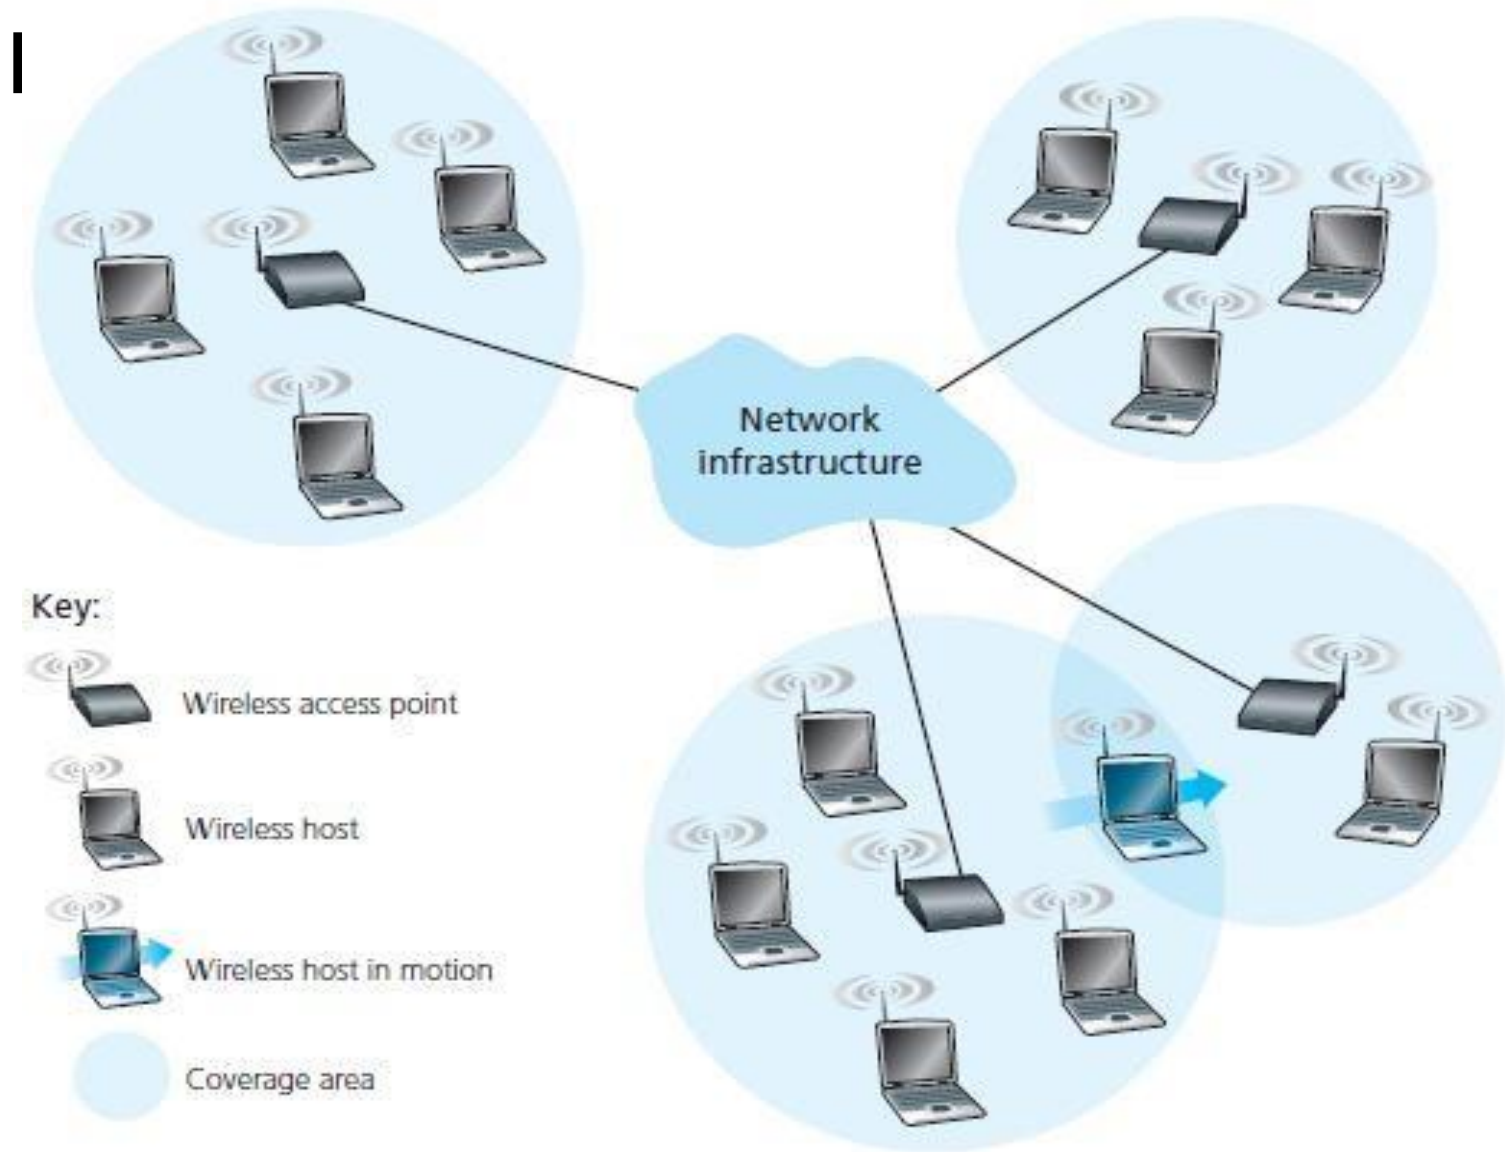 Network
infrastructure
Key:
Wireless access point
Wireless host
Wireless host in motion
Coverage area